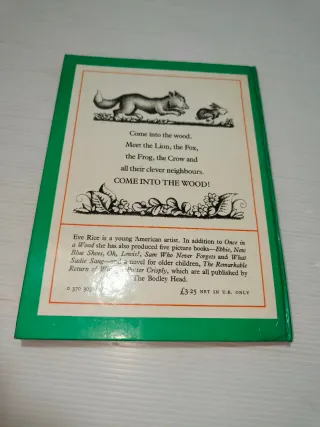 Come into the wood.
Meet the Lion, the Fox,
the Frog, the Crow and
all their clever neighbours.
COME INTO THE WOOD!
Eve Rice is a young American artist. In addition to Once in
a Wood she has also produced five picture books—Ebbie, New
Blue Shoes, Oh, Lewis!, Sam Who Never Forgets and What
Sadie Sang—and a novel for older children, The Remarkable
Return of Potter Crisply, which are all published by
The Bodley Head.
0 370 £3·25 NET IN U.K. ONLY